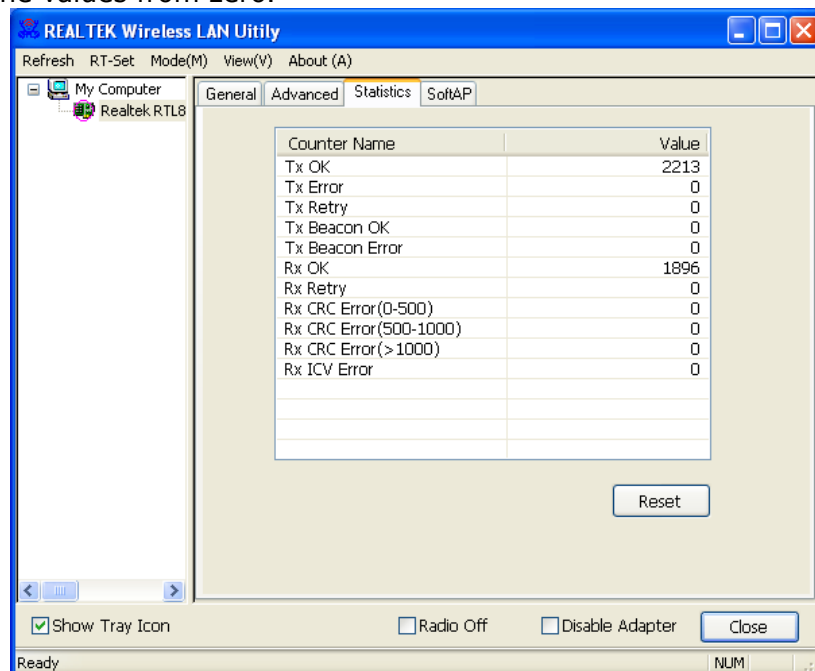 the values from zero.
REALTEK Wireless LAN Uitily
Refresh RT-Set Mode(M) View(V) About (A)
My Computer
Realtek RTL8
General Advanced Statistics SoftAP
Counter Name Value
Tx OK 2213
Tx Error 0
Tx Retry 0
Tx Beacon OK 0
Tx Beacon Error 0
Rx OK 1896
Rx Retry 0
Rx CRC Error(0-500) 0
Rx CRC Error(500-1000) 0
Rx CRC Error(>1000) 0
Rx ICV Error 0
Reset
Show Tray Icon Radio Off Disable Adapter Close
Ready NUM